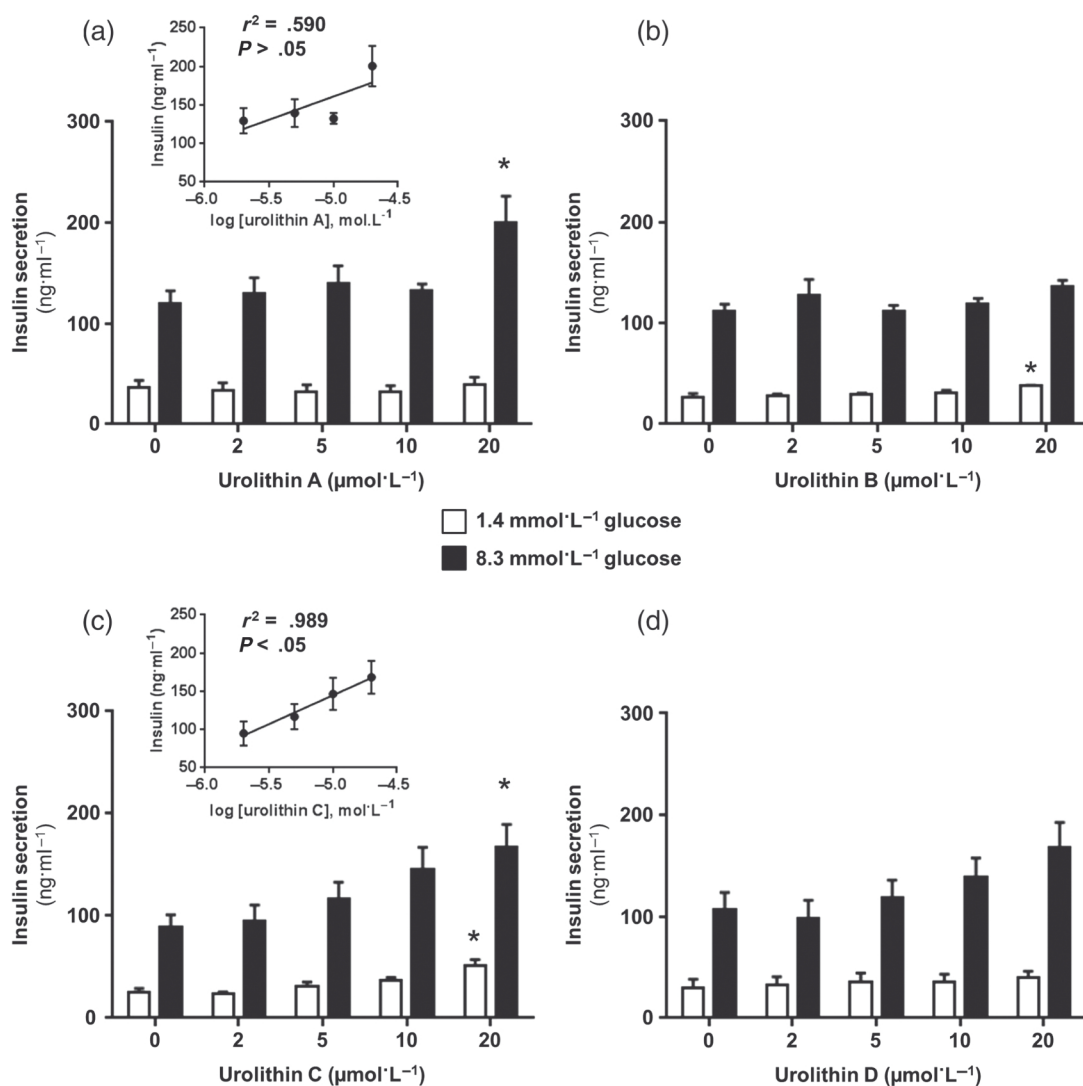 (a)
r² = .590
P > .05
Insulin (ng·ml⁻¹)
250
200
150
100
50
−6.0 −5.5 −5.0 −4.5
log [urolithin A], mol.L⁻¹
Insulin secretion
(ng·ml⁻¹)
300
200
100
0
*
0 2 5 10 20
Urolithin A (µmol·L⁻¹)
(b)
Insulin secretion
(ng·ml⁻¹)
300
200
100
0
*
0 2 5 10 20
Urolithin B (µmol·L⁻¹)
1.4 mmol·L⁻¹ glucose
8.3 mmol·L⁻¹ glucose
(c)
r² = .989
P < .05
Insulin (ng·ml⁻¹)
250
200
150
100
50
−6.0 −5.5 −5.0 −4.5
log [urolithin C], mol·L⁻¹
Insulin secretion
(ng·ml⁻¹)
300
200
100
0
*
*
0 2 5 10 20
Urolithin C (µmol·L⁻¹)
(d)
Insulin secretion
(ng·ml⁻¹)
300
200
100
0
0 2 5 10 20
Urolithin D (µmol·L⁻¹)